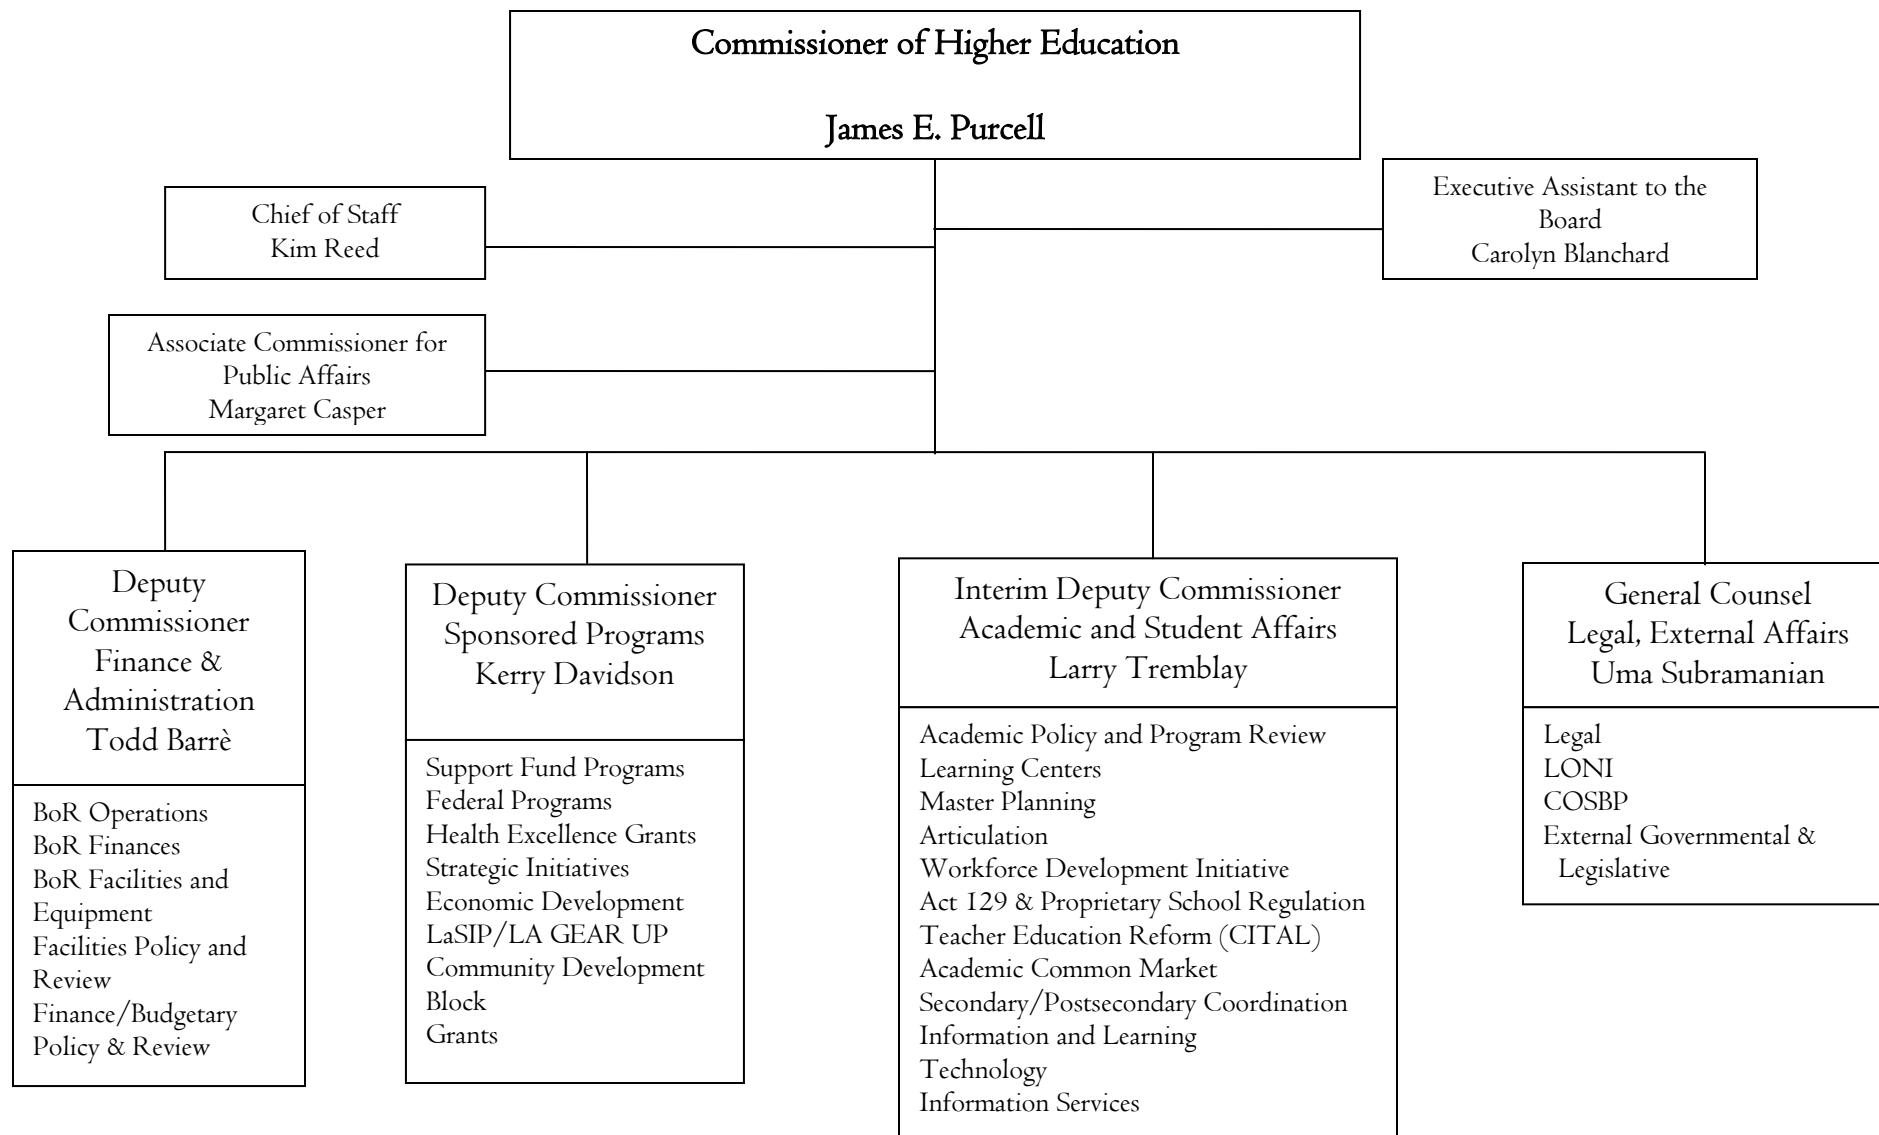 Commissioner of Higher Education
James E. Purcell
Chief of Staff
Kim Reed
Executive Assistant to the
Board
Carolyn Blanchard
Associate Commissioner for
Public Affairs
Margaret Casper
Deputy
Commissioner
Finance &
Administration
Todd Barrè
BoR Operations
BoR Finances
BoR Facilities and
Equipment
Facilities Policy and
Review
Finance/Budgetary
Policy & Review
Deputy Commissioner
Sponsored Programs
Kerry Davidson
Support Fund Programs
Federal Programs
Health Excellence Grants
Strategic Initiatives
Economic Development
LaSIP/LA GEAR UP
Community Development
Block
Grants
Interim Deputy Commissioner
Academic and Student Affairs
Larry Tremblay
Academic Policy and Program Review
Learning Centers
Master Planning
Articulation
Workforce Development Initiative
Act 129 & Proprietary School Regulation
Teacher Education Reform (CITAL)
Academic Common Market
Secondary/Postsecondary Coordination
Information and Learning
Technology
Information Services
General Counsel
Legal, External Affairs
Uma Subramanian
Legal
LONI
COSBP
External Governmental &
Legislative